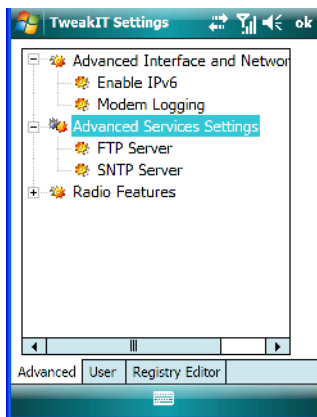 TweakIT Settings ok
Advanced Interface and Networ
Enable IPv6
Modem Logging
Advanced Services Settings
FTP Server
SNTP Server
Radio Features
Advanced User Registry Editor